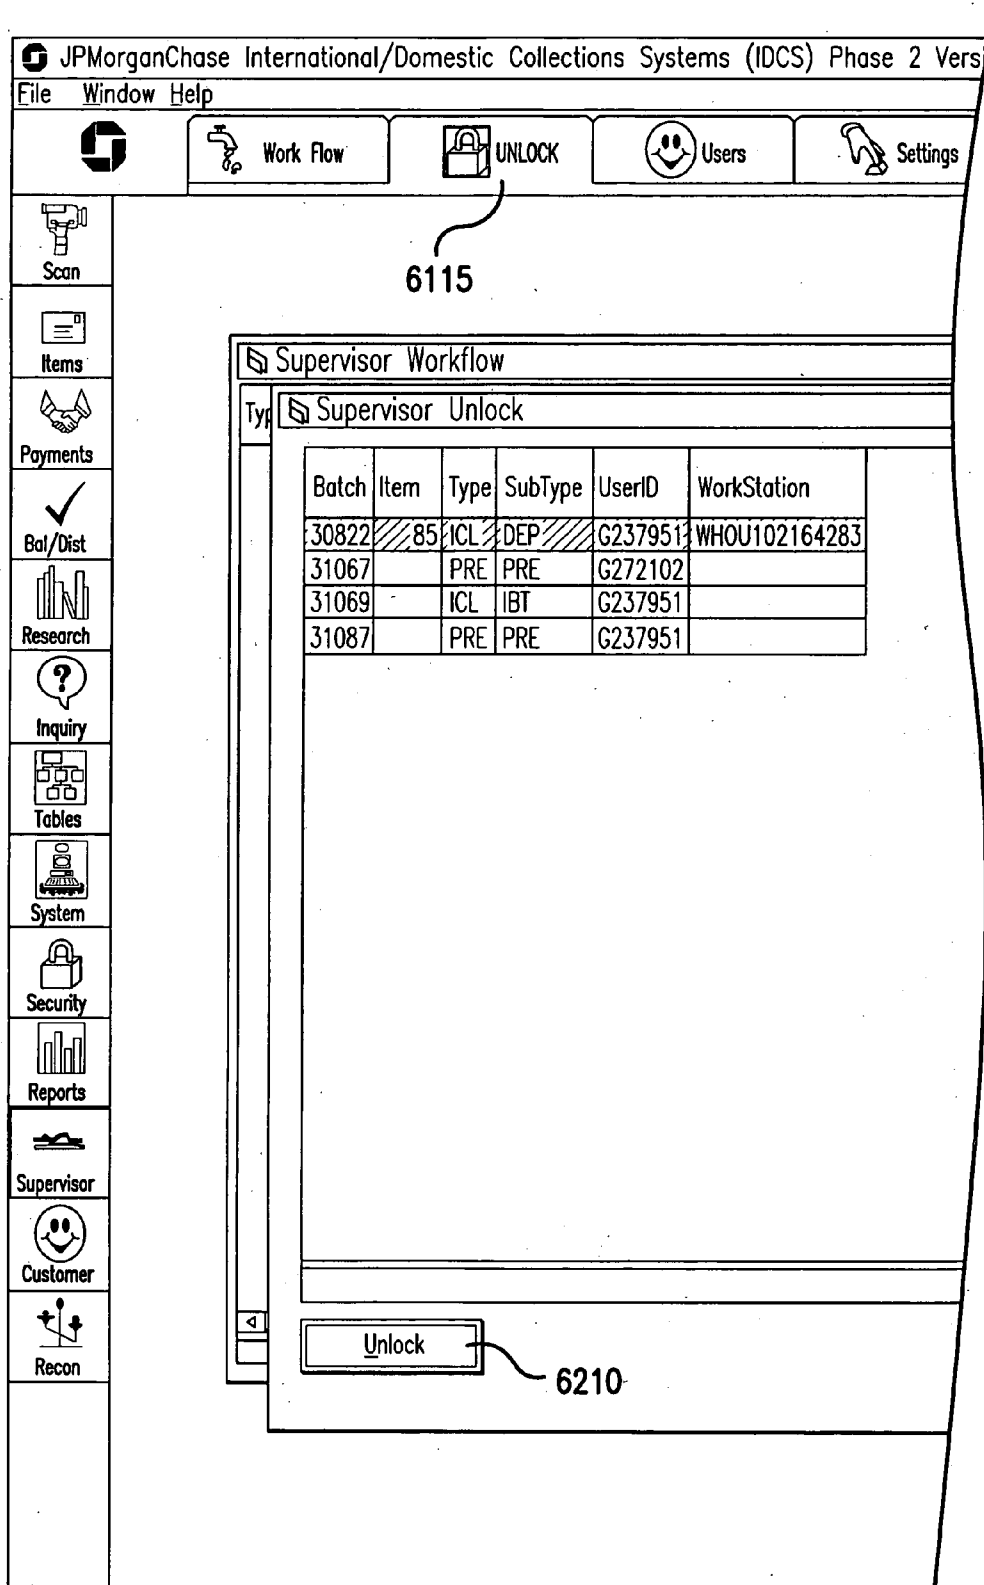 JPMorganChase International/Domestic Collections Systems (IDCS) Phase 2 Versi
File Window Help
Work Flow UNLOCK Users Settings
6115
Scan
Items
Payments
Bal/Dist
Research
Inquiry
Tables
System
Security
Reports
Supervisor
Customer
Recon
Supervisor Workflow
Typ
Supervisor Unlock
Batch Item Type SubType UserID WorkStation
30822 85 ICL DEP G237951 WHOU102164283
31067 PRE PRE G272102
31069 ICL IBT G237951
31087 PRE PRE G237951
Unlock
6210